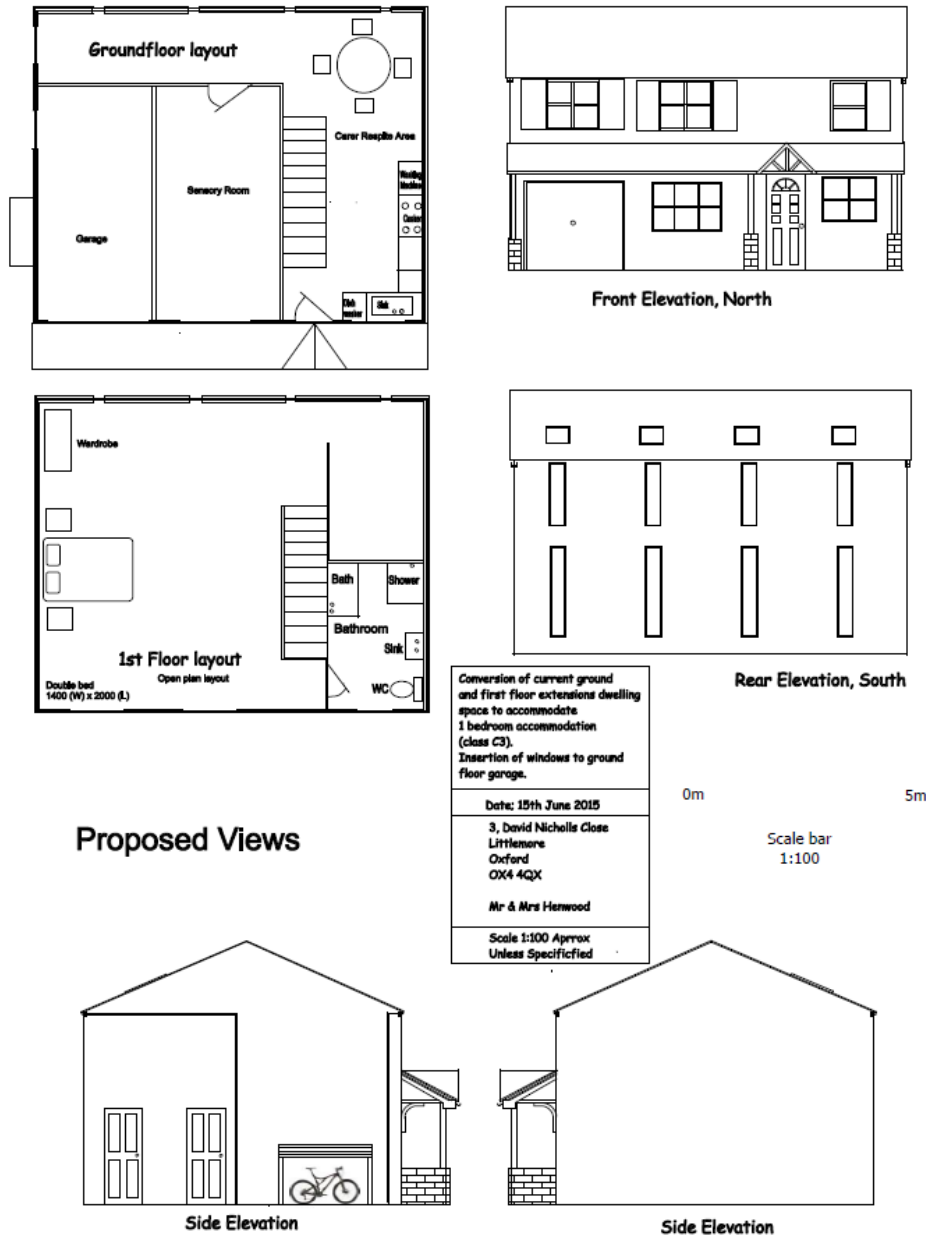 Groundfloor layout
Carer Respite Area
Washing
Machine
Cooker
Sensory Room
Garage
Dish
washer
Sink
Front Elevation, North
Wardrobe
Bath
Shower
Bathroom
Sink
1st Floor layout
Open plan layout
WC
Double bed
1400 (W) x 2000 (L)
Rear Elevation, South
Conversion of current ground
and first floor extensions dwelling
space to accommodate
1 bedroom accommodation
(class C3).
Insertion of windows to ground
floor garage.
Date; 15th June 2015
3, David Nicholls Close
Littlemore
Oxford
OX4 4QX
Mr & Mrs Henwood
Scale 1:100 Aprrox
Unless Specificfied
0m
5m
Scale bar
1:100
Proposed Views
Side Elevation
Side Elevation